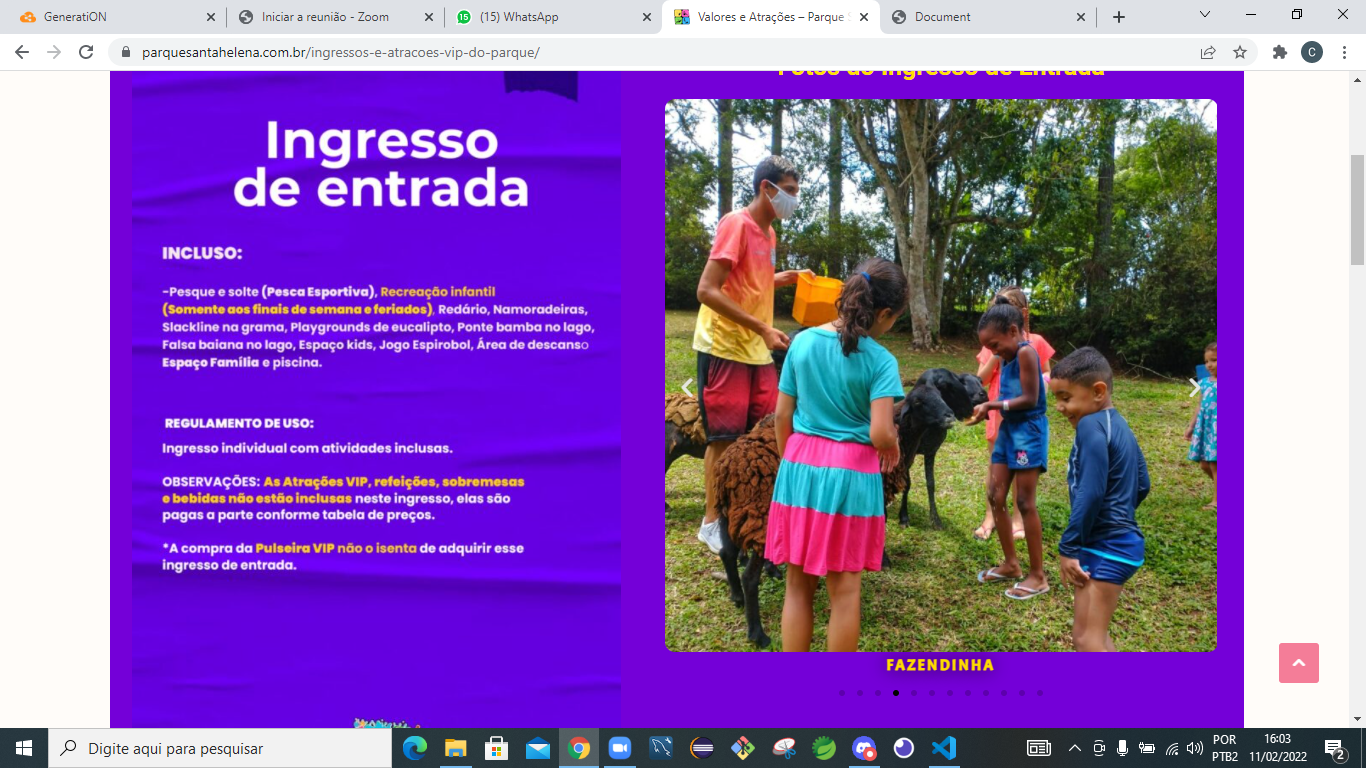 GeneratiON
Iniciar a reunião - Zoom
(15) WhatsApp
Valores e Atrações – Parque
Document
parquesantahelena.com.br/ingressos-e-atracoes-vip-do-parque/
C
Fotos do Ingresso de Entrada
Ingresso
de entrada
INCLUSO:
-Pesque e solte (Pesca Esportiva), Recreação infantil
(Somente aos finais de semana e feriados), Redário, Namoradeiras,
Slackline na grama, Playgrounds de eucalipto, Ponte bamba no lago,
Falsa baiana no lago, Espaço kids, Jogo Espirobol, Área de descanso
Espaço Família e piscina.
REGULAMENTO DE USO:
Ingresso individual com atividades inclusas.
OBSERVAÇÕES: As Atrações VIP, refeições, sobremesas
e bebidas não estão inclusas neste ingresso, elas são
pagas a parte conforme tabela de preços.
*A compra da Pulseira VIP não o isenta de adquirir esse
ingresso de entrada.
FAZENDINHA
Digite aqui para pesquisar
POR
PTB2
16:03
11/02/2022
2